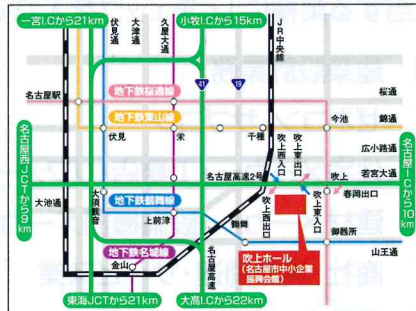 一宮I.Cから21km
伏見通
大津通
久屋大通
小牧I.Cから15km
JR中央線
41
19
名古屋駅
地下鉄桜通線
桜通
地下鉄東山線
伏見
栄
千種
今池
錦通
広小路通
名古屋西JCTから9km
名古屋高速2号
吹上西入口
吹上東出口
吹上
若宮大通
名古屋I.Cから10km
大池通
大須観音
地下鉄鶴舞線
上前津
鶴舞
吹上西出口
吹上東入口
春岡出口
御器所
山王通
地下鉄名城線
金山
名古屋高速
吹上ホール
(名古屋市中小企業
振興会館)
東海JCTから21km
大高I.Cから22km